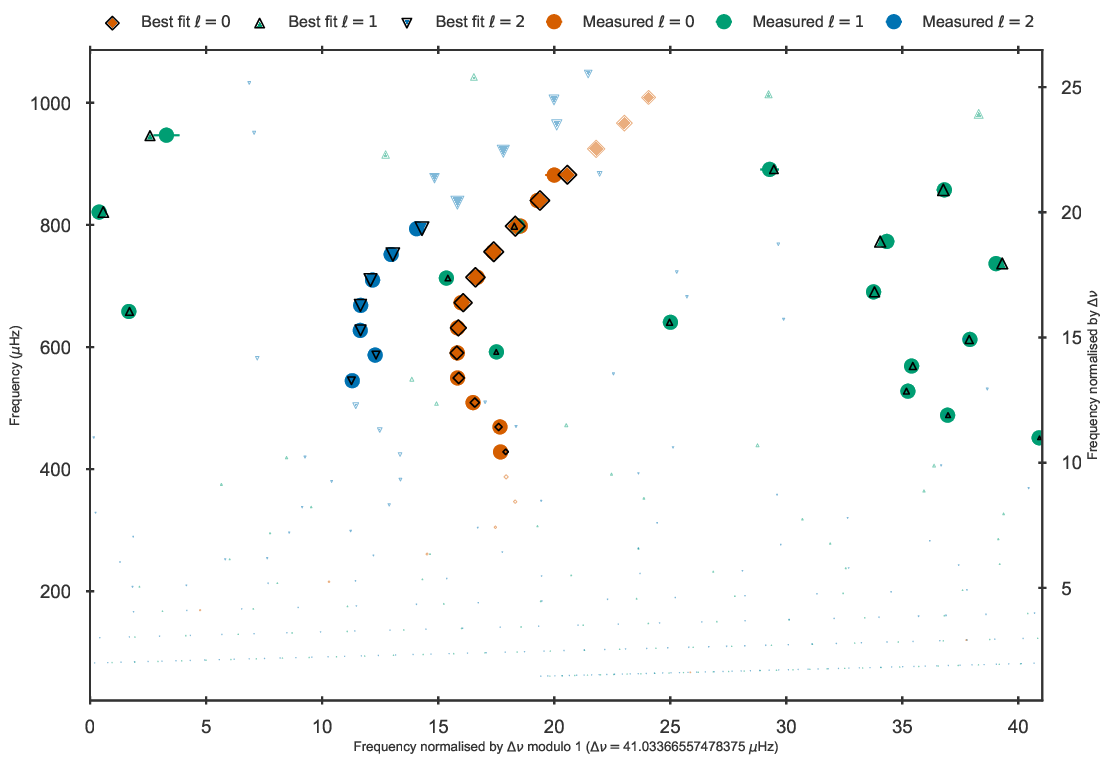 Best fit ℓ = 0 Best fit ℓ = 1 Best fit ℓ = 2 Measured ℓ = 0 Measured ℓ = 1 Measured ℓ = 2
1000
800
600
400
200
Frequency (μHz)
25
20
15
10
5
Frequency normalised by Δν
0 5 10 15 20 25 30 35 40
Frequency normalised by Δν modulo 1 (Δν = 41.03366557478375 μHz)